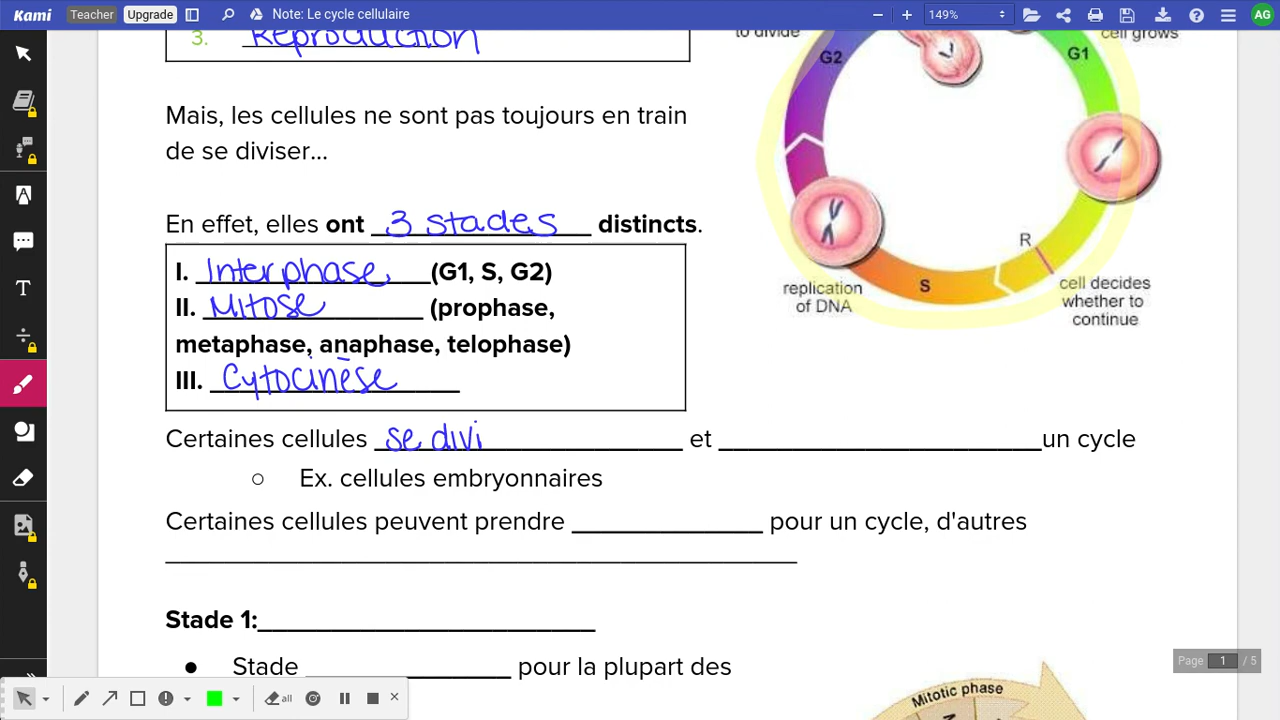 Kami Teacher Upgrade Note: Le cycle cellulaire 149% AG
3. Reproduction
to divide
cell grows
G2
G1
Mais, les cellules ne sont pas toujours en train
de se diviser...
En effet, elles ont 3 stades distincts.
I. Interphase (G1, S, G2)
II. Mitose (prophase,
metaphase, anaphase, telophase)
III. Cytocinèse
R
S
replication
of DNA
cell decides
whether to
continue
Certaines cellules se divi et un cycle
Ex. cellules embryonnaires
Certaines cellules peuvent prendre pour un cycle, d'autres
Stade 1:
Stade pour la plupart des
Page 1 / 5
Mitotic phase
all